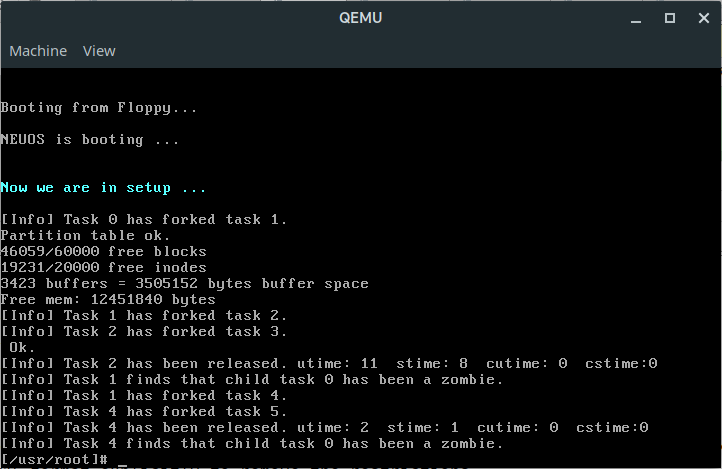 QEMU
Machine View
Booting from Floppy...
NEUOS is booting ...
Now we are in setup ...
[Info] Task 0 has forked task 1.
Partition table ok.
46059/60000 free blocks
19231/20000 free inodes
3423 buffers = 3505152 bytes buffer space
Free mem: 12451840 bytes
[Info] Task 1 has forked task 2.
[Info] Task 2 has forked task 3.
 Ok.
[Info] Task 2 has been released. utime: 11  stime: 8  cutime: 0  cstime:0
[Info] Task 1 finds that child task 0 has been a zombie.
[Info] Task 1 has forked task 4.
[Info] Task 4 has forked task 5.
[Info] Task 4 has been released. utime: 2  stime: 1  cutime: 0  cstime:0
[Info] Task 4 finds that child task 0 has been a zombie.
[/usr/root]# _